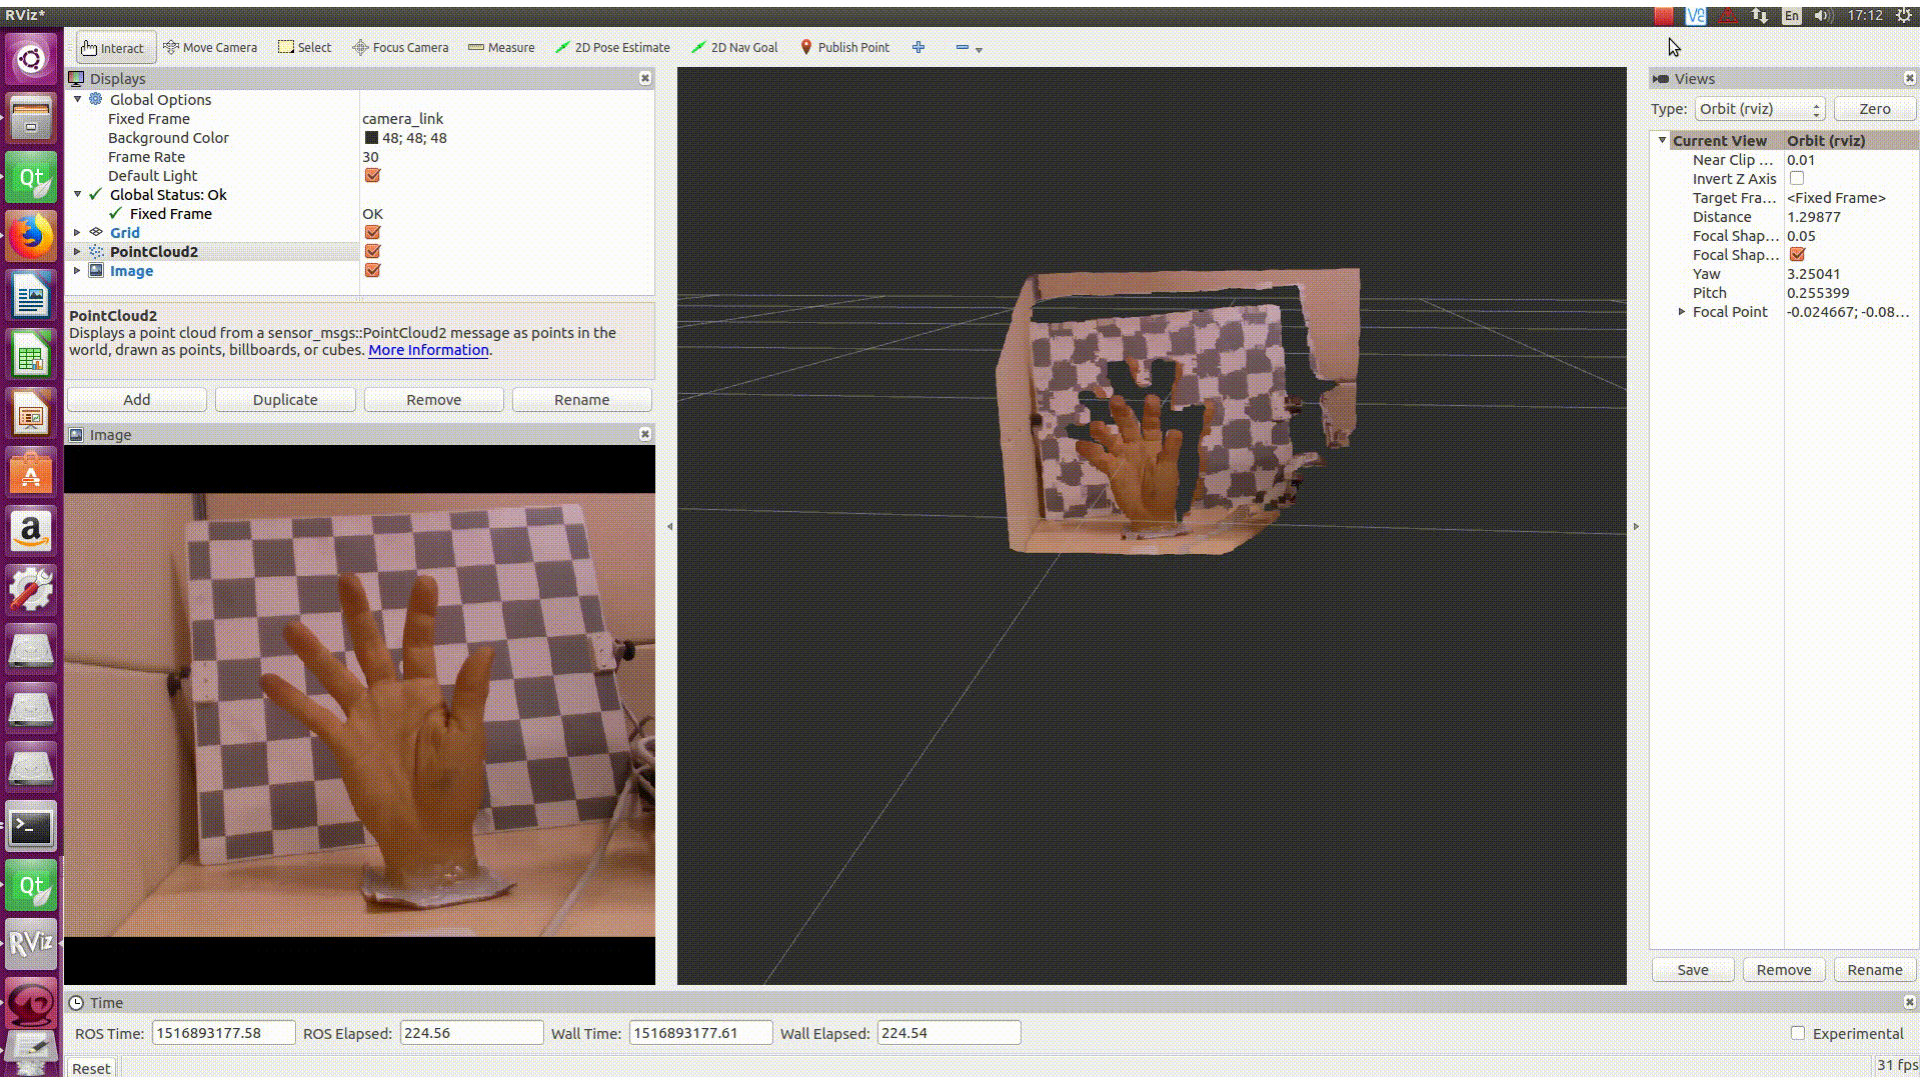 RViz*
En
17:12
Interact
Move Camera
Select
Focus Camera
Measure
2D Pose Estimate
2D Nav Goal
Publish Point
Displays
Global Options
Fixed Frame camera_link
Background Color 48; 48; 48
Frame Rate 30
Default Light
Global Status: Ok
Fixed Frame OK
Grid
PointCloud2
Image
PointCloud2
Displays a point cloud from a sensor_msgs::PointCloud2 message as points in the
world, drawn as points, billboards, or cubes. More Information.
Add Duplicate Remove Rename
Image
Views
Type: Orbit (rviz) Zero
Current View Orbit (rviz)
Near Clip ... 0.01
Invert Z Axis
Target Fra... <Fixed Frame>
Distance 1.29877
Focal Shap... 0.05
Focal Shap...
Yaw 3.25041
Pitch 0.255399
Focal Point -0.024667; -0.08...
Save Remove Rename
Time
ROS Time: 1516893177.58 ROS Elapsed: 224.56 Wall Time: 1516893177.61 Wall Elapsed: 224.54
Experimental
Reset
31 fps
Qt
A
a
>_
Qt
RViz